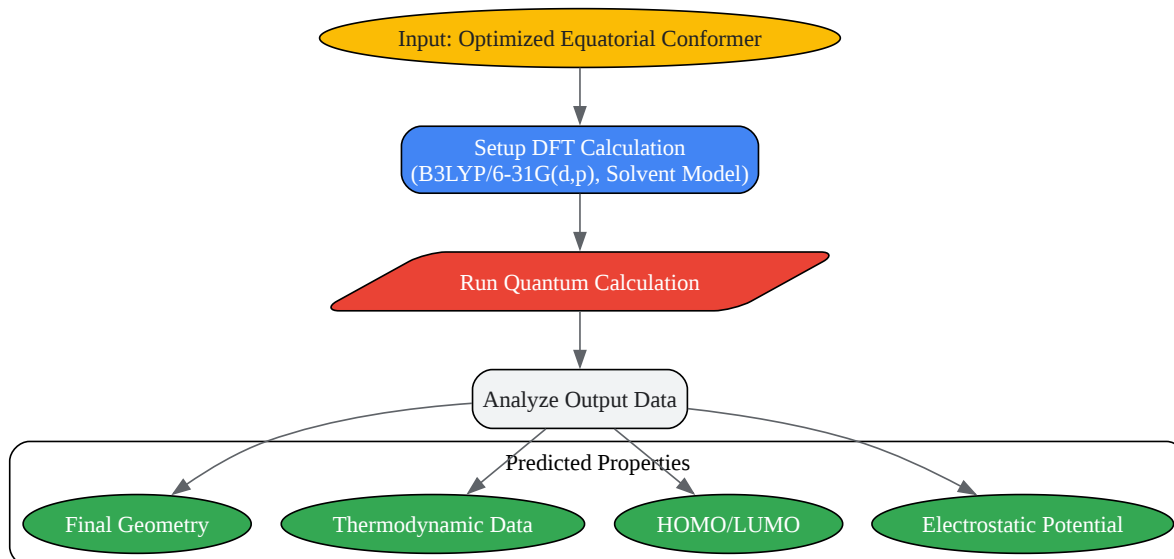 Input: Optimized Equatorial Conformer
Setup DFT Calculation
(B3LYP/6-31G(d,p), Solvent Model)
Run Quantum Calculation
Analyze Output Data
Predicted Properties
Final Geometry
Thermodynamic Data
HOMO/LUMO
Electrostatic Potential